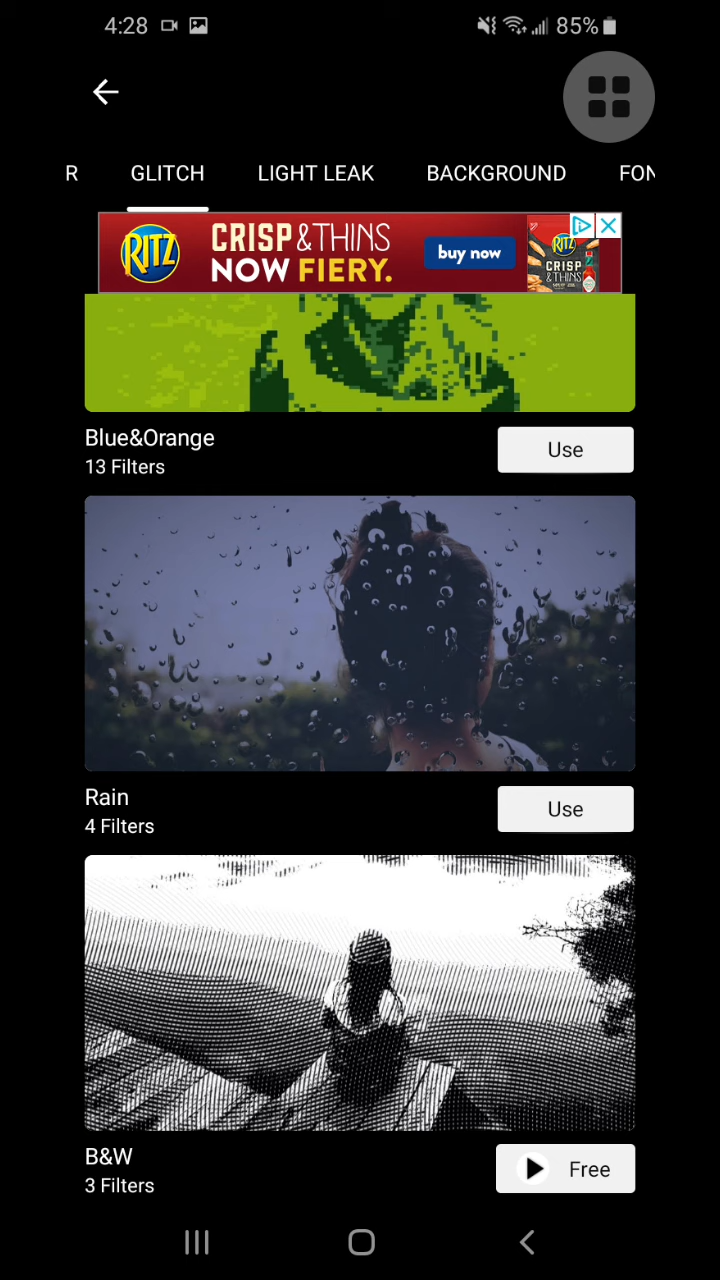 4:28
85%
R
GLITCH
LIGHT LEAK
BACKGROUND
FON
RITZ
CRISP & THINS
NOW FIERY.
buy now
RITZ
CRISP
& THINS
Blue&Orange
13 Filters
Use
Rain
4 Filters
Use
B&W
3 Filters
Free